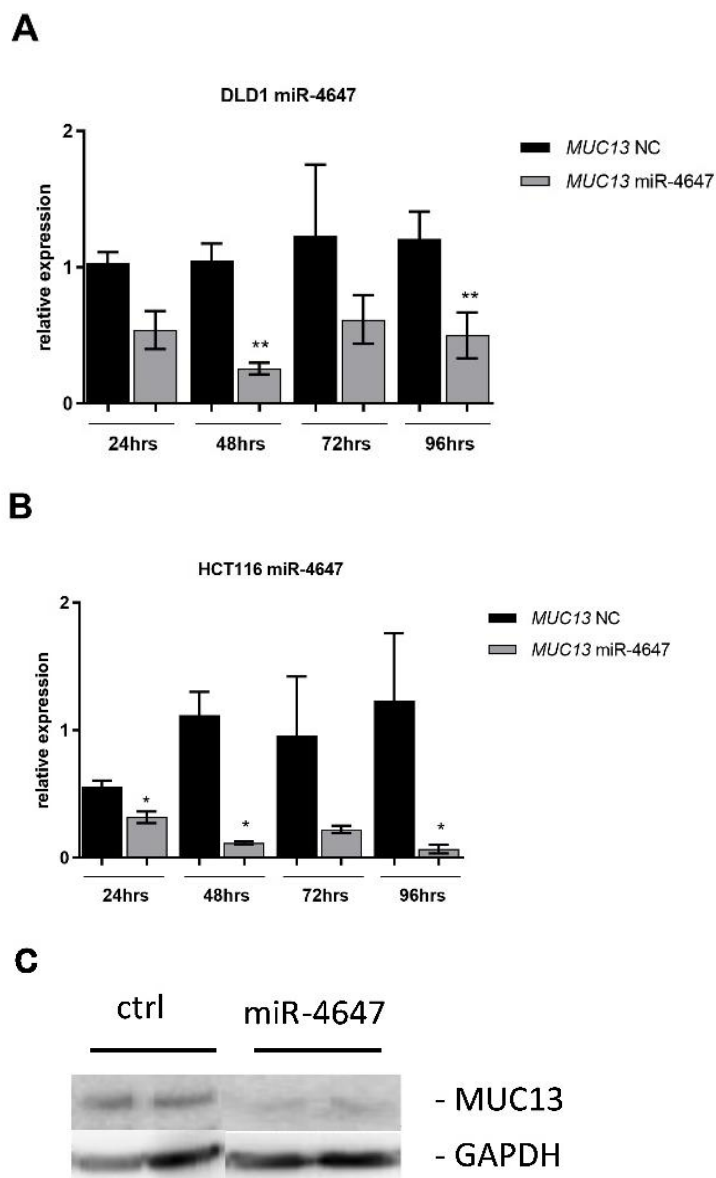 A
DLD1 miR-4647
MUC13 NC
MUC13 miR-4647
relative expression
2
1
0
**
**
24hrs 48hrs 72hrs 96hrs
B
HCT116 miR-4647
MUC13 NC
MUC13 miR-4647
relative expression
2
1
0
*
*
*
24hrs 48hrs 72hrs 96hrs
C
ctrl miR-4647
- MUC13
- GAPDH